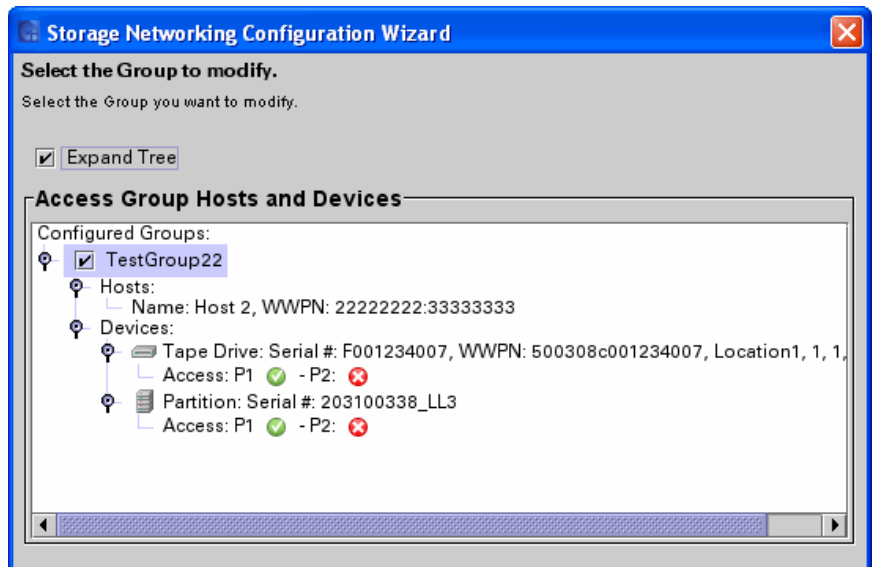 Storage Networking Configuration Wizard
Select the Group to modify.
Select the Group you want to modify.
Expand Tree
Access Group Hosts and Devices
Configured Groups:
TestGroup22
Hosts:
Name: Host 2, WWPN: 22222222:33333333
Devices:
Tape Drive: Serial #: F001234007, WWPN: 500308c001234007, Location1, 1, 1,
Access: P1 - P2:
Partition: Serial #: 203100338_LL3
Access: P1 - P2: